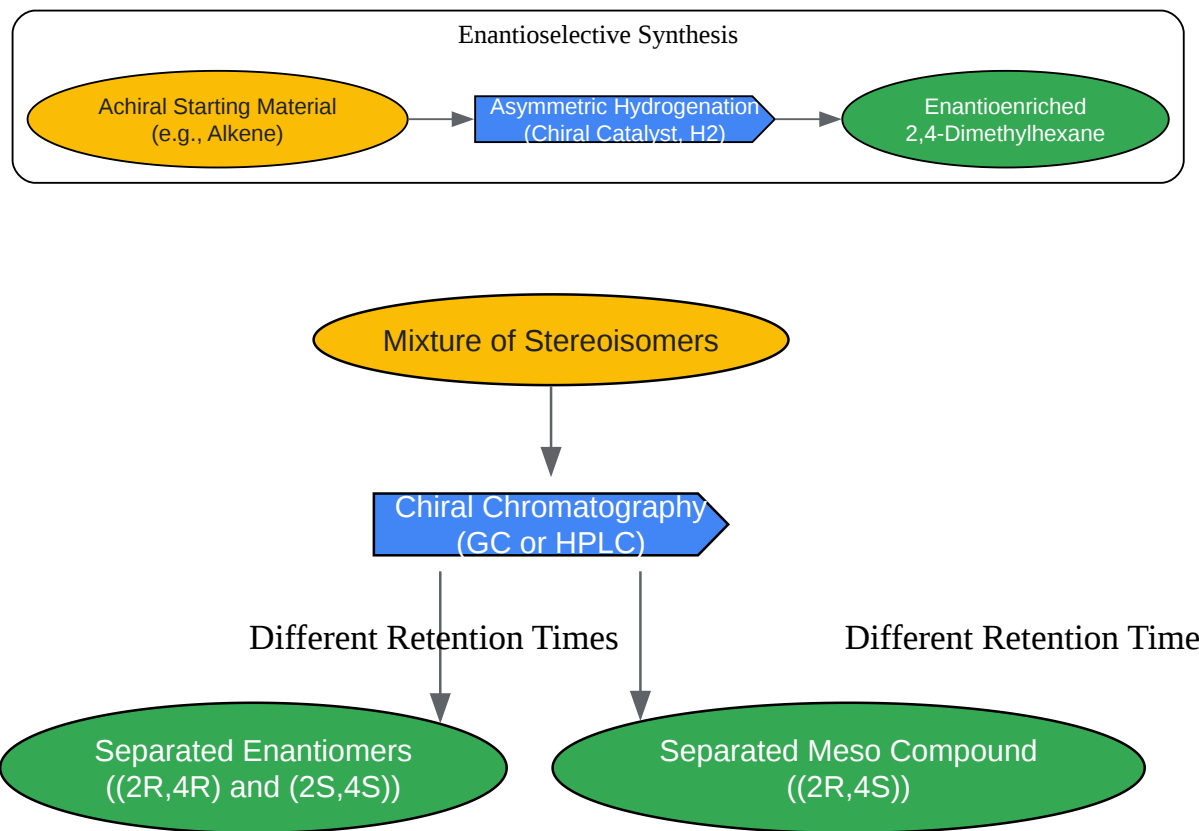 Enantioselective Synthesis
Achiral Starting Material
(e.g., Alkene)
Asymmetric Hydrogenation
(Chiral Catalyst, H2)
Enantioenriched
2,4-Dimethylhexane
Mixture of Stereoisomers
Chiral Chromatography
(GC or HPLC)
Different Retention Times
Different Retention Time
Separated Enantiomers
((2R,4R) and (2S,4S))
Separated Meso Compound
((2R,4S))